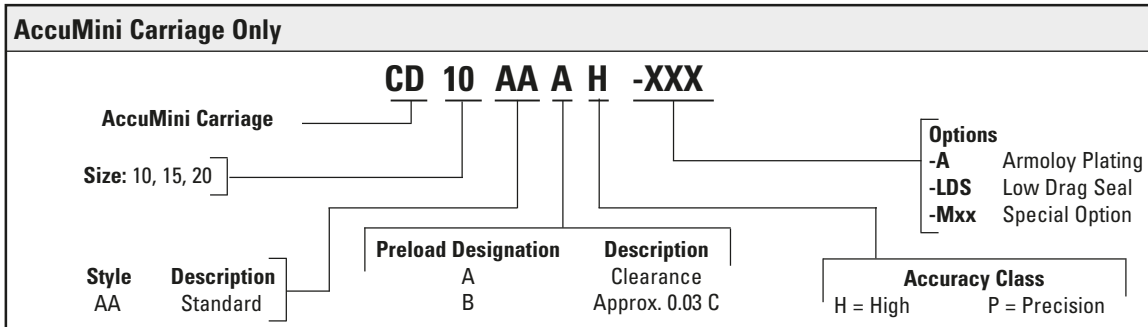 AccuMini Carriage Only
CD 10 AA A H -XXX
AccuMini Carriage
Size: 10, 15, 20
Options
-A Armoloy Plating
-LDS Low Drag Seal
-Mxx Special Option
Style Description
AA Standard
Preload Designation Description
A Clearance
B Approx. 0.03 C
Accuracy Class
H = High P = Precision